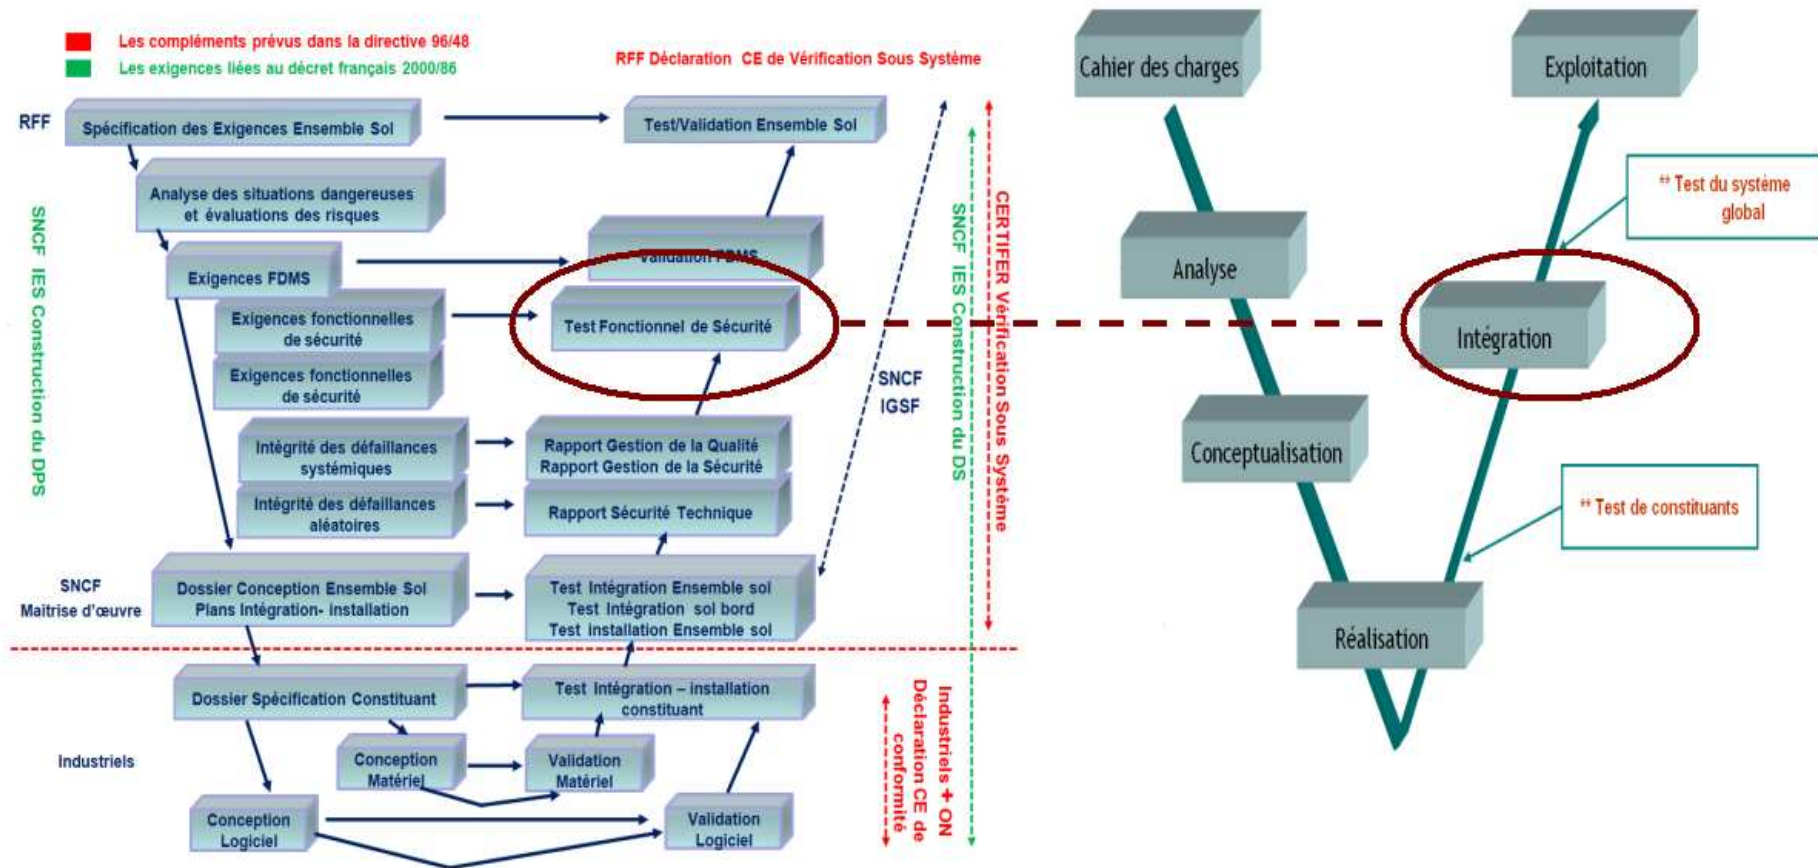 Les compléments prévus dans la directive 96/48
Les exigences liées au décret français 2000/86
RFF Déclaration CE de Vérification Sous Système
RFF
Spécification des Exigences Ensemble Sol
Test/Validation Ensemble Sol
Analyse des situations dangereuses
et évaluations des risques
Exigences FDMS
Validation FDMS
Exigences fonctionnelles
de sécurité
Test Fonctionnel de Sécurité
Exigences fonctionnelles
de sécurité
Intégrité des défaillances
systémiques
Rapport Gestion de la Qualité
Rapport Gestion de la Sécurité
Intégrité des défaillances
aléatoires
Rapport Sécurité Technique
SNCF
Maîtrise d'œuvre
Dossier Conception Ensemble Sol
Plans Intégration- installation
Test Intégration Ensemble sol
Test Intégration sol bord
Test installation Ensemble sol
Dossier Spécification Constituant
Test Intégration – installation
constituant
Industriels
Conception
Matériel
Validation
Matériel
Conception
Logiciel
Validation
Logiciel
SNCF IES Construction du DPS
SNCF
IGSF
SNCF IES Construction du DS
CERTIFER Vérification Sous Système
Industriels + ON
Déclaration CE de
conformité
Cahier des charges
Exploitation
** Test du système
global
Analyse
Intégration
Conceptualisation
** Test de constituants
Réalisation